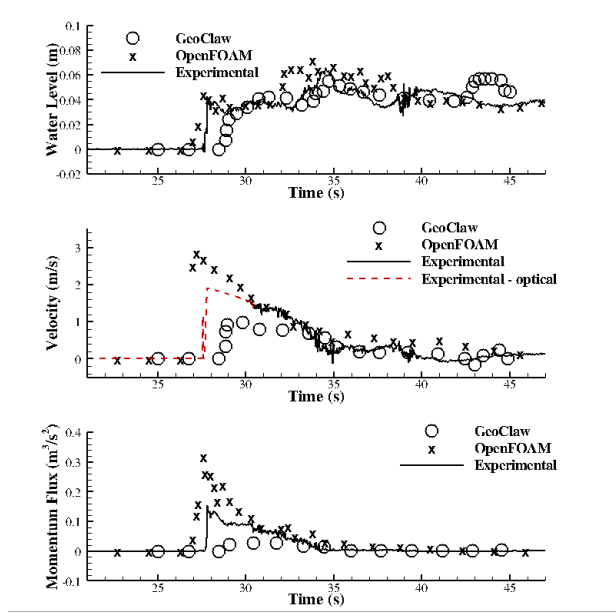 0.1
GeoClaw
0.08
x OpenFOAM
Experimental
0.06
0.04
0.02
0
-0.02
Water Level (m)
25 30 35 40 45
Time (s)
GeoClaw
x OpenFOAM
Experimental
Experimental - optical
3
2
1
0
Velocity (m/s)
25 30 35 40 45
Time (s)
0.4
GeoClaw
x OpenFOAM
Experimental
0.3
0.2
0.1
0
-0.1
Momentum Flux (m³/s²)
25 30 35 40 45
Time (s)